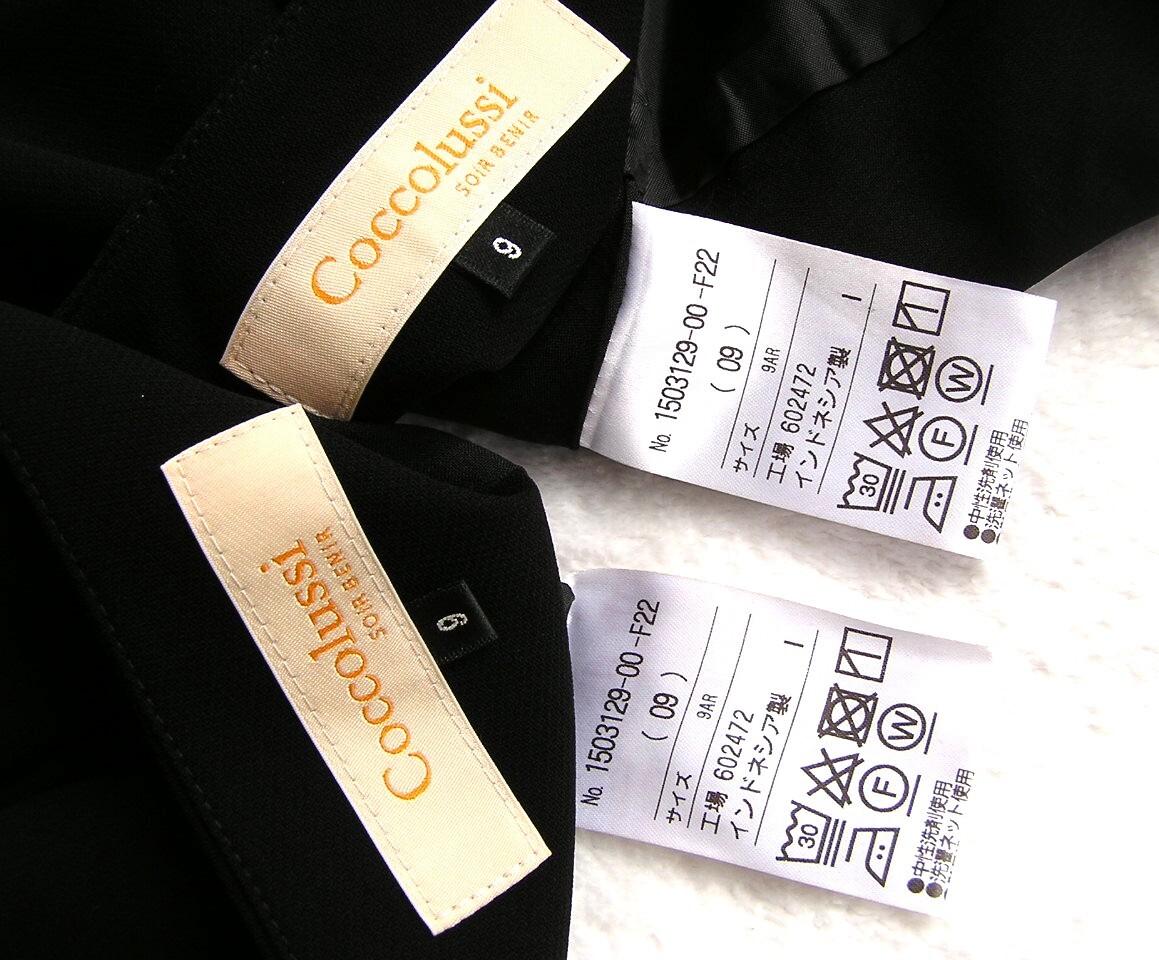 Coccolussi
SOIR BENIR
9
No. 1503129-00-F22
( 09 )
サイズ 9AR
工場 602472
インドネシア製 I
30
F
W
●中性洗剤使用
●洗濯ネット使用
Coccolussi
SOIR BENIR
9
No. 1503129-00-F22
( 09 )
サイズ 9AR
工場 602472
インドネシア製 I
30
F
W
●中性洗剤使用
●洗濯ネット使用